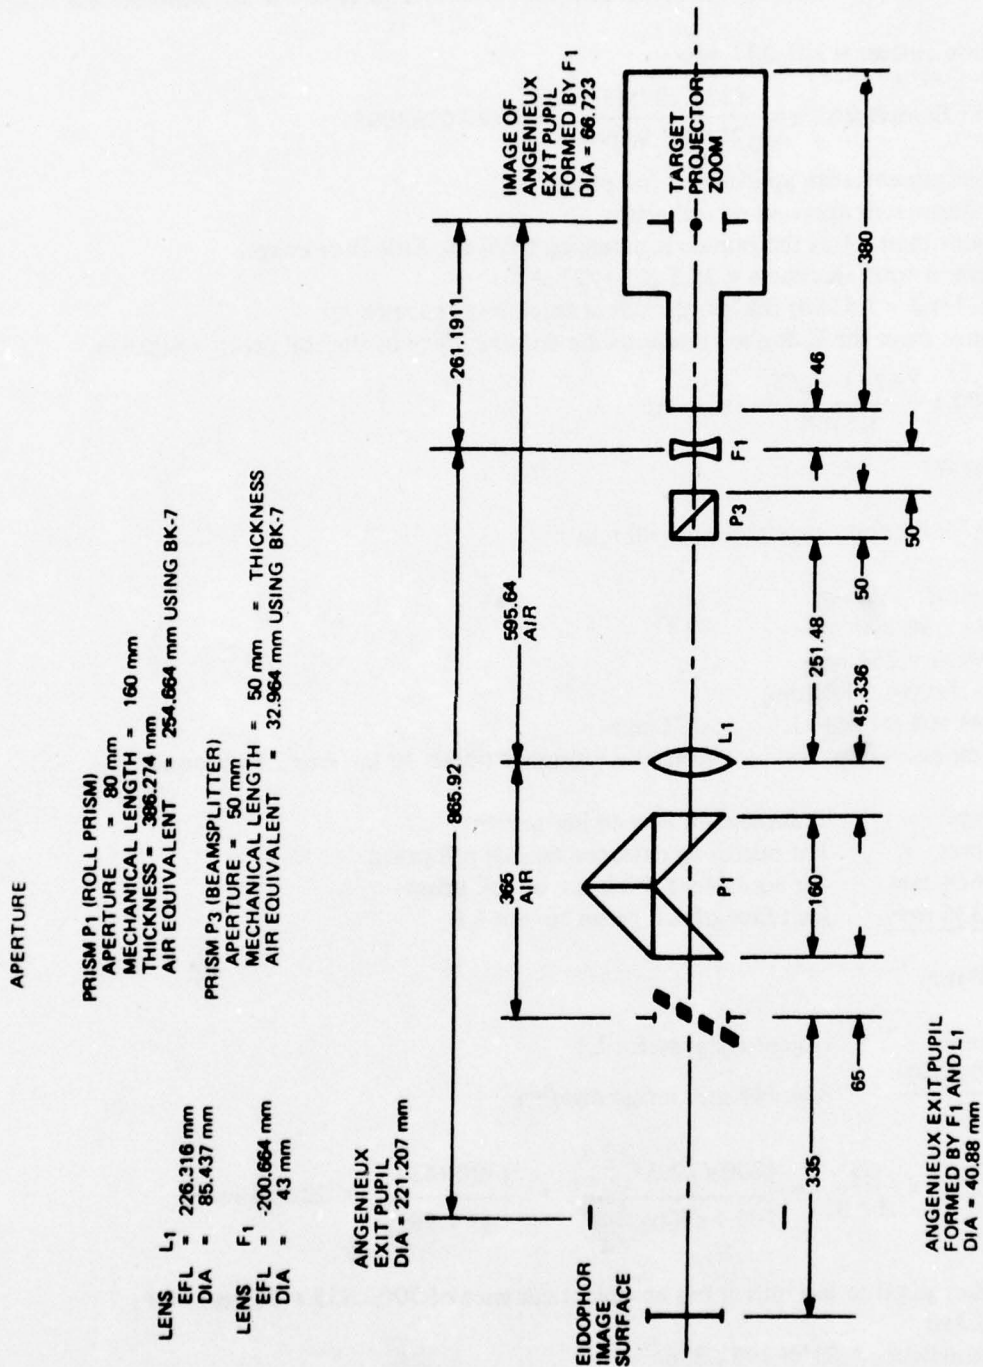 APERTURE
PRISM P1 (ROLL PRISM)
APERTURE = 80 mm
MECHANICAL LENGTH = 160 mm
THICKNESS = 386.274 mm
AIR EQUIVALENT = 254.664 mm USING BK-7
PRISM P3 (BEAMSPLITTER)
APERTURE = 50 mm
MECHANICAL LENGTH = 50 mm = THICKNESS
AIR EQUIVALENT = 32.964 mm USING BK-7
LENS L1
EFL = 226.316 mm
DIA = 85.437 mm
LENS F1
EFL = -200.664 mm
DIA = 43 mm
ANGENIEUX
EXIT PUPIL
DIA = 221.207 mm
IMAGE OF
ANGENIEUX
EXIT PUPIL
FORMED BY F1
DIA = 66.723
865.92
261.1911
365
AIR
595.64
AIR
EIDOPHOR
IMAGE
SURFACE
P1
L1
P3
F1
TARGET
PROJECTOR
ZOOM
335
65
160
45.336
251.48
50
50
46
380
ANGENIEUX EXIT PUPIL
FORMED BY F1 AND L1
DIA = 40.88 mm